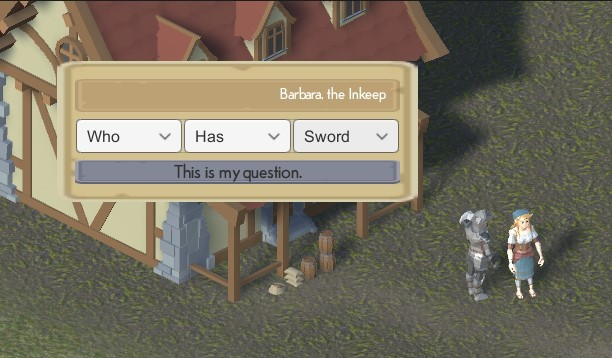 Barbara, the Inkeep
Who Has Sword
This is my question.